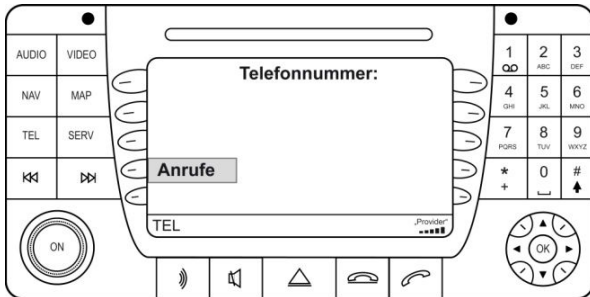 AUDIO VIDEO
NAV MAP
TEL SERV
ON
Telefonnummer:
Anrufe
TEL
„Provider"
1 2 ABC 3 DEF
4 GHI 5 JKL 6 MNO
7 PQRS 8 TUV 9 WXYZ
* + 0 #
OK